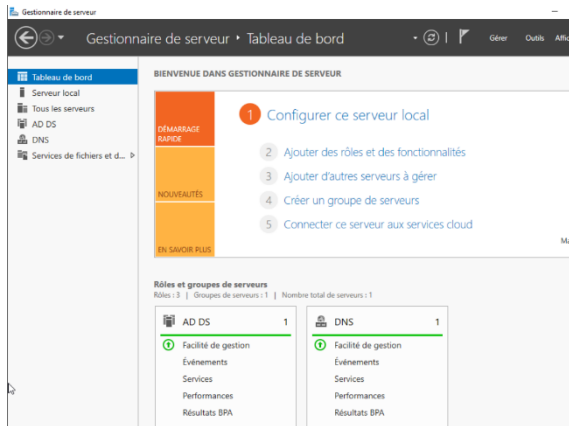 Gestionnaire de serveur
Gestionnaire de serveur ‣ Tableau de bord
Gérer Outils
Tableau de bord
Serveur local
Tous les serveurs
AD DS
DNS
Services de fichiers et d...
BIENVENUE DANS GESTIONNAIRE DE SERVEUR
DÉMARRAGE RAPIDE
NOUVEAUTÉS
EN SAVOIR PLUS
1 Configurer ce serveur local
2 Ajouter des rôles et des fonctionnalités
3 Ajouter d'autres serveurs à gérer
4 Créer un groupe de serveurs
5 Connecter ce serveur aux services cloud
Rôles et groupes de serveurs
Rôles : 3 | Groupes de serveurs : 1 | Nombre total de serveurs : 1
AD DS 1
Facilité de gestion
Événements
Services
Performances
Résultats BPA
DNS 1
Facilité de gestion
Événements
Services
Performances
Résultats BPA